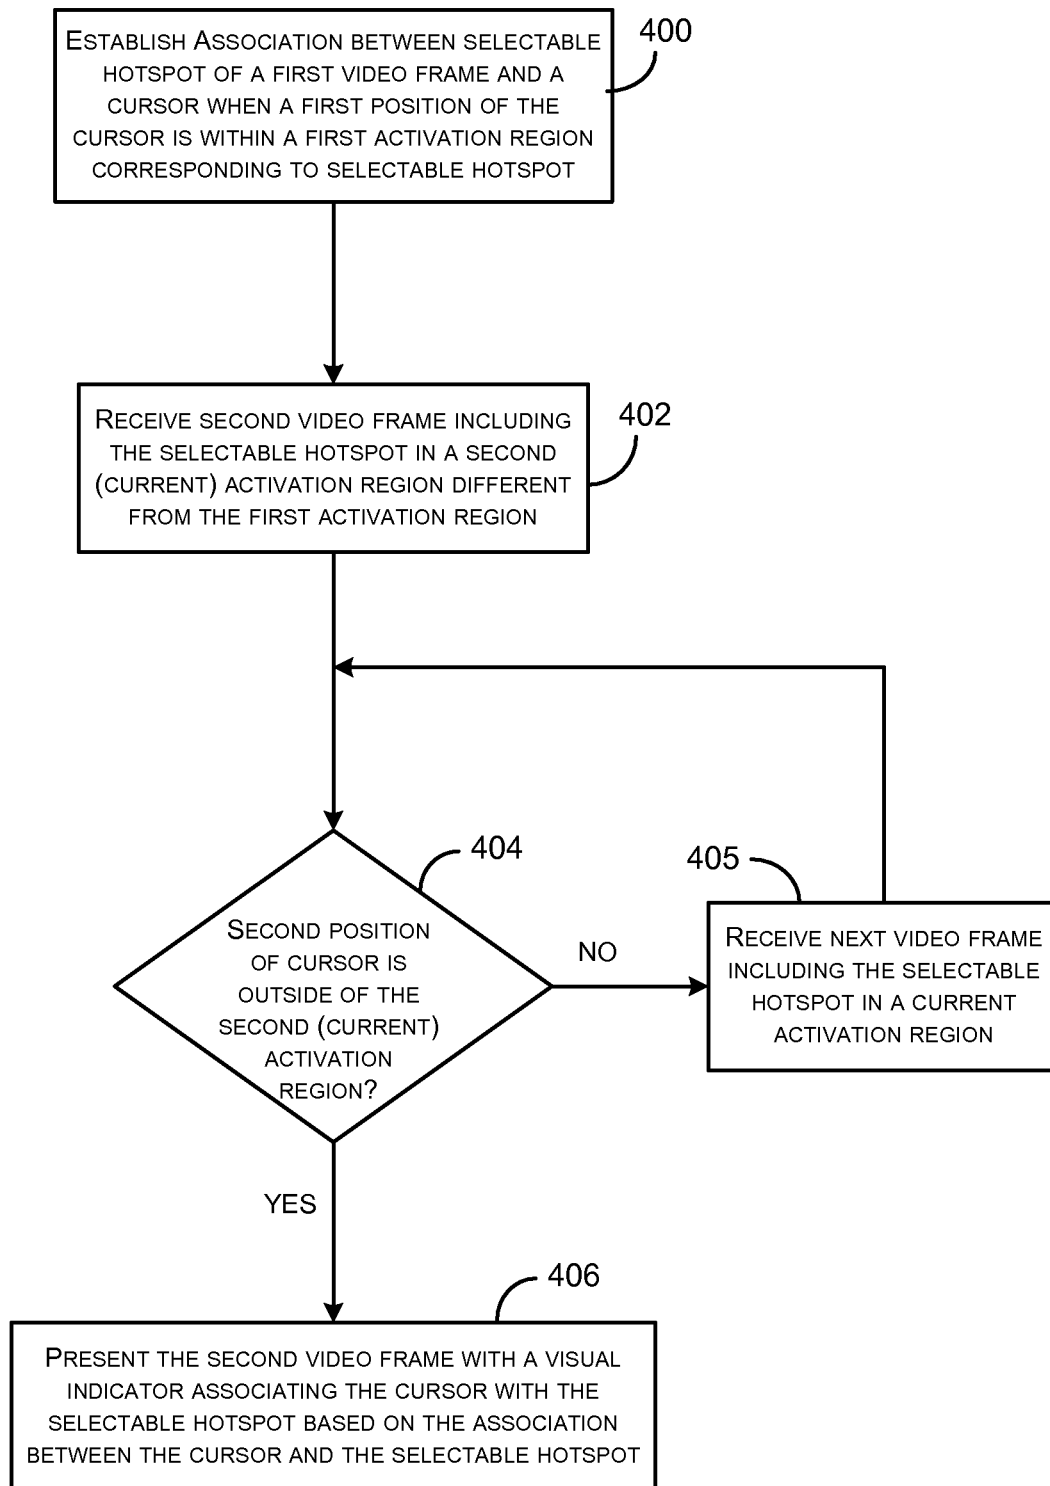 ESTABLISH ASSOCIATION BETWEEN SELECTABLE
HOTSPOT OF A FIRST VIDEO FRAME AND A
CURSOR WHEN A FIRST POSITION OF THE
CURSOR IS WITHIN A FIRST ACTIVATION REGION
CORRESPONDING TO SELECTABLE HOTSPOT
400
RECEIVE SECOND VIDEO FRAME INCLUDING
THE SELECTABLE HOTSPOT IN A SECOND
(CURRENT) ACTIVATION REGION DIFFERENT
FROM THE FIRST ACTIVATION REGION
402
SECOND POSITION
OF CURSOR IS
OUTSIDE OF THE
SECOND (CURRENT)
ACTIVATION
REGION?
404
NO
405
RECEIVE NEXT VIDEO FRAME
INCLUDING THE SELECTABLE
HOTSPOT IN A CURRENT
ACTIVATION REGION
YES
406
PRESENT THE SECOND VIDEO FRAME WITH A VISUAL
INDICATOR ASSOCIATING THE CURSOR WITH THE
SELECTABLE HOTSPOT BASED ON THE ASSOCIATION
BETWEEN THE CURSOR AND THE SELECTABLE HOTSPOT